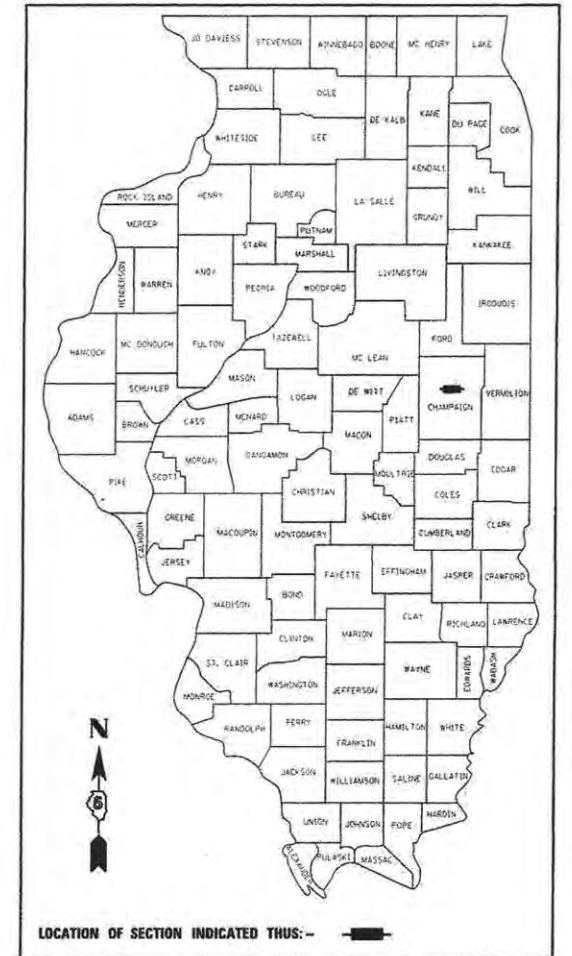 JO DAVIESS STEVENSON WINNEBAGO BOONE MC HENRY LAKE
CARROLL OGLE
DE KALB KANE DU PAGE COOK
WHITESIDE LEE
KENDALL
ROCK ISLAND HENRY BUREAU LA SALLE GRUNDY WILL
MERCER PUTNAM
STARK MARSHALL KANKAKEE
HENDERSON WARREN KNOX PEORIA WOODFORD LIVINGSTON IROQUOIS
HANCOCK MC DONOUGH FULTON TAZEWELL MC LEAN FORD
MASON
SCHUYLER LOGAN DE WITT CHAMPAIGN VERMILION
ADAMS BROWN CASS MENARD MACON PIATT
MORGAN SANGAMON DOUGLAS EDGAR
PIKE SCOTT CHRISTIAN MOULTRIE COLES
GREENE MACOUPIN SHELBY CUMBERLAND CLARK
CALHOUN JERSEY MONTGOMERY
FAYETTE EFFINGHAM JASPER CRAWFORD
MADISON BOND
CLAY RICHLAND LAWRENCE
CLINTON MARION
ST. CLAIR WAYNE EDWARDS WABASH
MONROE WASHINGTON JEFFERSON
RANDOLPH PERRY HAMILTON WHITE
N
FRANKLIN
JACKSON WILLIAMSON SALINE GALLATIN
UNION JOHNSON POPE HARDIN
ALEXANDER PULASKI MASSAC
LOCATION OF SECTION INDICATED THUS:-